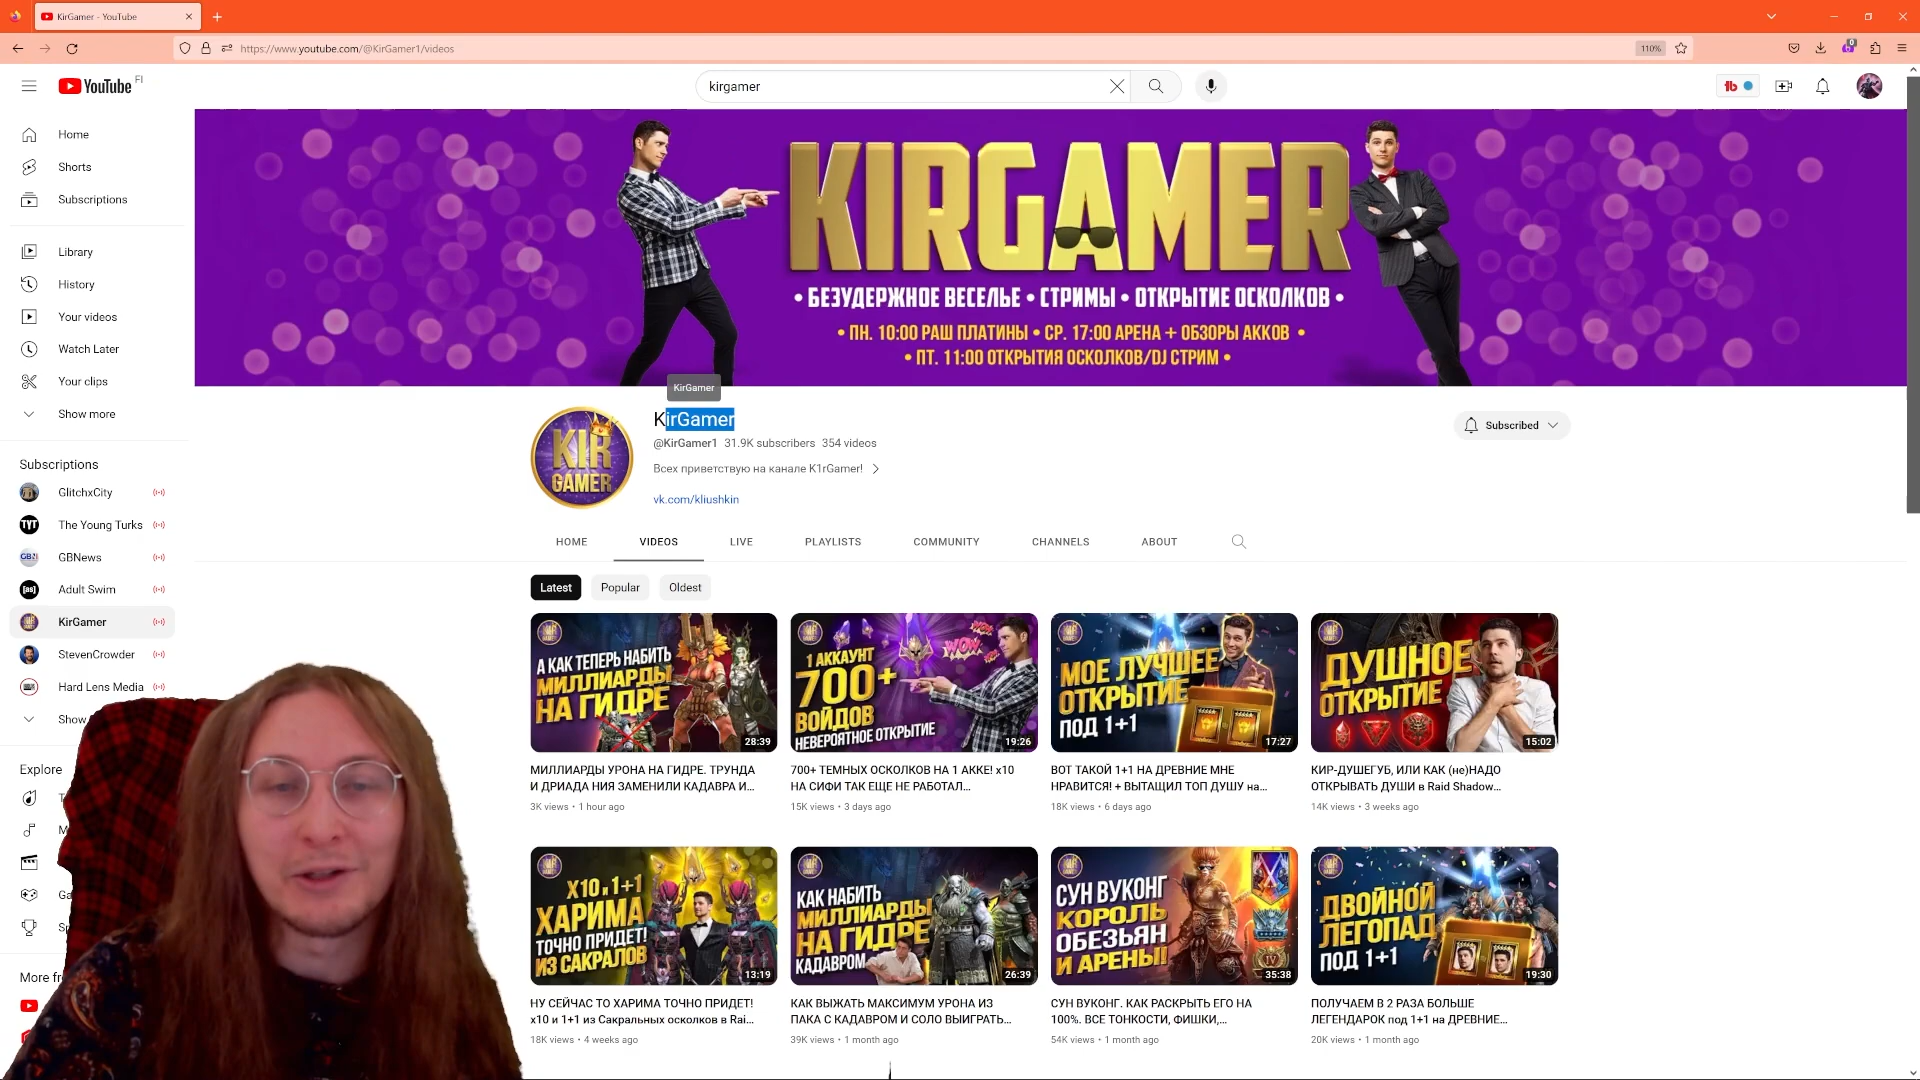 KirGamer - YouTube
https://www.youtube.com/@KirGamer1/videos
110%
YouTube FI
kirgamer
Home
Shorts
Subscriptions
Library
History
Your videos
Watch Later
Your clips
Show more
Subscriptions
GlitchxCity
The Young Turks
GBNews
Adult Swim
KirGamer
StevenCrowder
Hard Lens Media
Show
Explore
More fr
KIRGAMER
• БЕЗУДЕРЖНОЕ ВЕСЕЛЬЕ • СТРИМЫ • ОТКРЫТИЕ ОСКОЛКОВ •
• ПН. 10:00 РАШ ПЛАТИНЫ • СР. 17:00 АРЕНА + ОБЗОРЫ АККОВ •
• ПТ. 11:00 ОТКРЫТИЯ ОСКОЛКОВ/DJ СТРИМ •
KirGamer
KIR
GAMER
KirGamer
@KirGamer1 31.9K subscribers 354 videos
Всех приветствую на канале K1rGamer!
vk.com/kliushkin
Subscribed
HOME VIDEOS LIVE PLAYLISTS COMMUNITY CHANNELS ABOUT
Latest Popular Oldest
А КАК ТЕПЕРЬ НАБИТЬ
МИЛЛИАРДЫ
НА ГИДРЕ
28:39
МИЛЛИАРДЫ УРОНА НА ГИДРЕ. ТРУНДА
И ДРИАДА НИЯ ЗАМЕНИЛИ КАДАВРА И...
3K views • 1 hour ago
1 АККАУНТ
700+
ВОЙДОВ
НЕВЕРОЯТНОЕ ОТКРЫТИЕ
WOW
19:26
700+ ТЕМНЫХ ОСКОЛКОВ НА 1 АККЕ! x10
НА СИФИ ТАК ЕЩЕ НЕ РАБОТАЛ...
15K views • 3 days ago
МОЕ ЛУЧШЕЕ
ОТКРЫТИЕ
ПОД 1+1
17:27
ВОТ ТАКОЙ 1+1 НА ДРЕВНИЕ МНЕ
НРАВИТСЯ! + ВЫТАЩИЛ ТОП ДУШУ на...
18K views • 6 days ago
ДУШНОЕ
ОТКРЫТИЕ
15:02
КИР-ДУШЕГУБ, ИЛИ КАК (не)НАДО
ОТКРЫВАТЬ ДУШИ в Raid Shadow...
14K views • 3 weeks ago
X10 И 1+1
ХАРИМА
ТОЧНО ПРИДЕТ!
ИЗ САКРАЛОВ
13:19
НУ СЕЙЧАС ТО ХАРИМА ТОЧНО ПРИДЕТ!
x10 и 1+1 из Сакральных осколков в Rai...
18K views • 4 weeks ago
КАК НАБИТЬ
МИЛЛИАРДЫ
НА ГИДРЕ
КАДАВРОМ
26:39
КАК ВЫЖАТЬ МАКСИМУМ УРОНА ИЗ
ПАКА С КАДАВРОМ И СОЛО ВЫИГРАТЬ...
39K views • 1 month ago
СУН ВУКОНГ
КОРОЛЬ
ОБЕЗЬЯН
И АРЕНЫ!
IV
35:38
СУН ВУКОНГ. КАК РАСКРЫТЬ ЕГО НА
100%. ВСЕ ТОНКОСТИ, ФИШКИ,...
54K views • 1 month ago
ДВОЙНОЙ
ЛЕГОПАД
ПОД 1+1
19:30
ПОЛУЧАЕМ В 2 РАЗА БОЛЬШЕ
ЛЕГЕНДАРОК под 1+1 на ДРЕВНИЕ...
20K views • 1 month ago